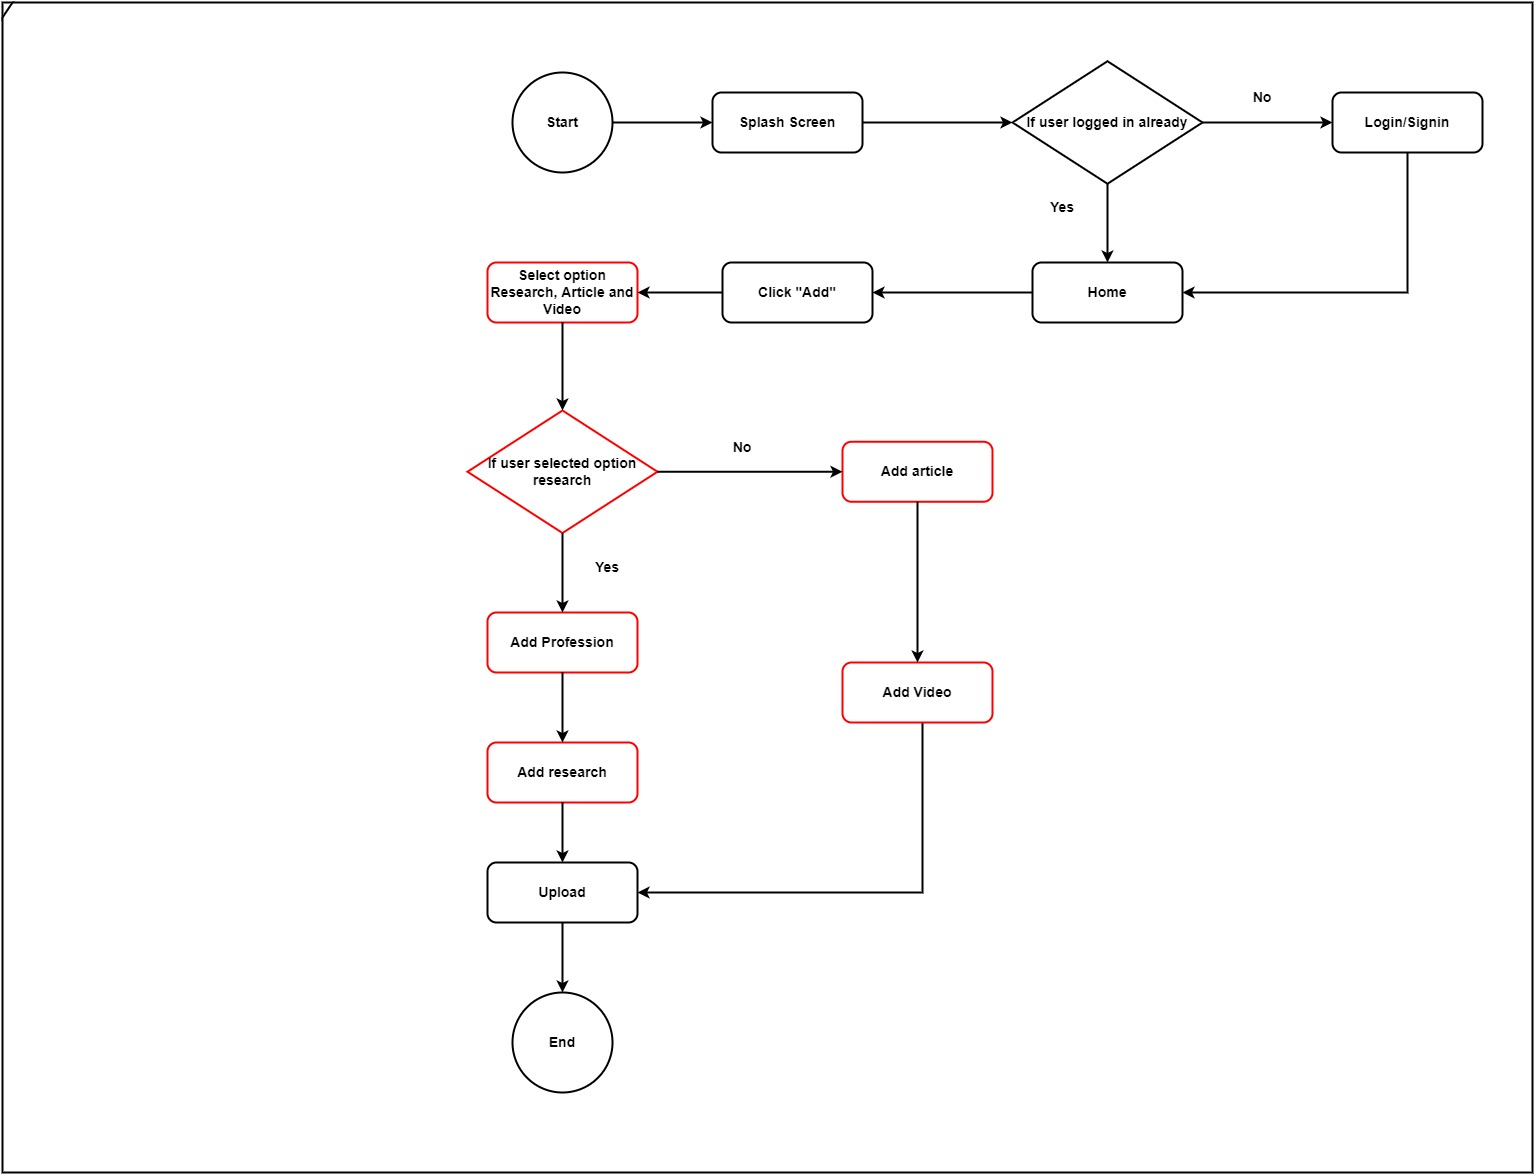 Start
Splash Screen
If user logged in already
No
Login/Signin
Yes
Select option
Research, Article and
Video
Click "Add"
Home
If user selected option
research
No
Add article
Yes
Add Profession
Add Video
Add research
Upload
End